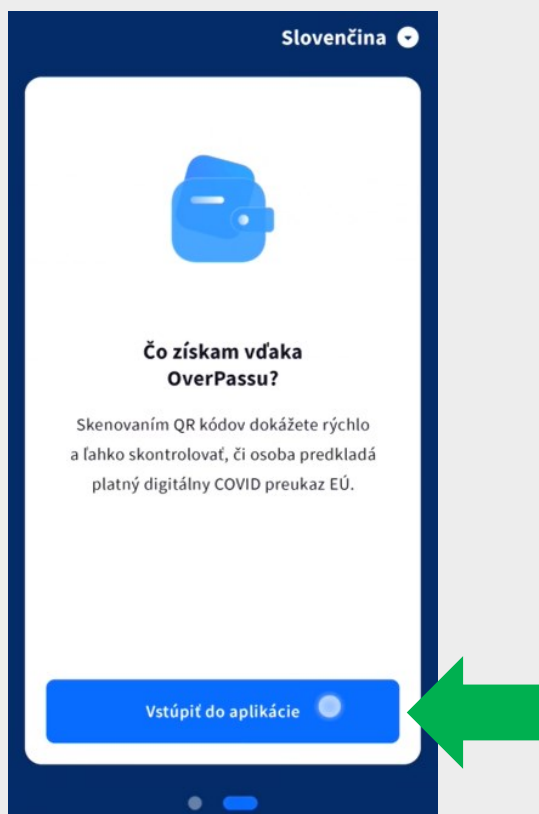 Slovenčina
Čo získam vďaka
OverPassu?
Skenovaním QR kódov dokážete rýchlo
a ľahko skontrolovať, či osoba predkladá
platný digitálny COVID preukaz EÚ.
Vstúpiť do aplikácie